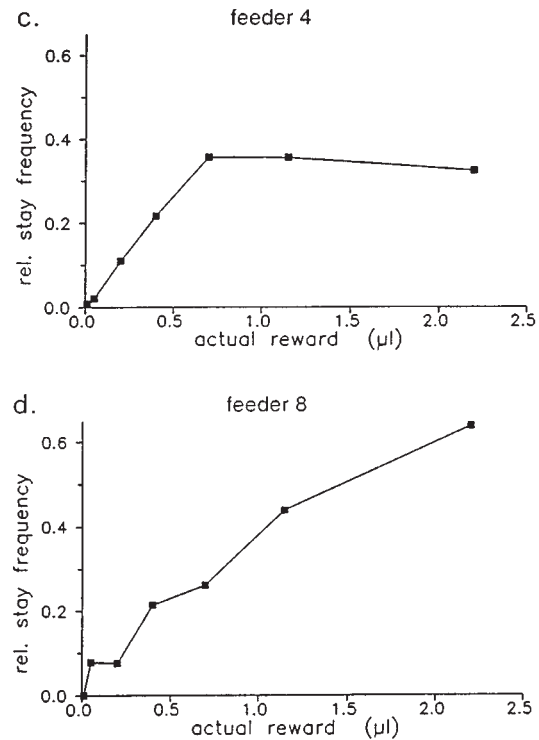 c.
feeder 4
rel. stay frequency
0.6
0.4
0.2
0.0
0.0 0.5 1.0 1.5 2.0 2.5
actual reward (µl)
d.
feeder 8
rel. stay frequency
0.6
0.4
0.2
0.0
0.0 0.5 1.0 1.5 2.0 2.5
actual reward (µl)